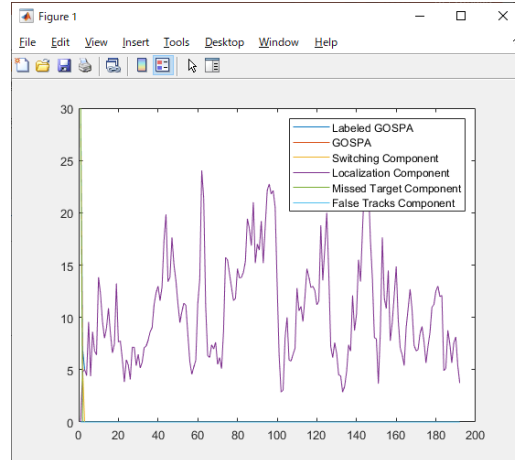 Figure 1
File Edit View Insert Tools Desktop Window Help
30
25
20
15
10
5
0
0 20 40 60 80 100 120 140 160 180 200
Labeled GOSPA
GOSPA
Switching Component
Localization Component
Missed Target Component
False Tracks Component